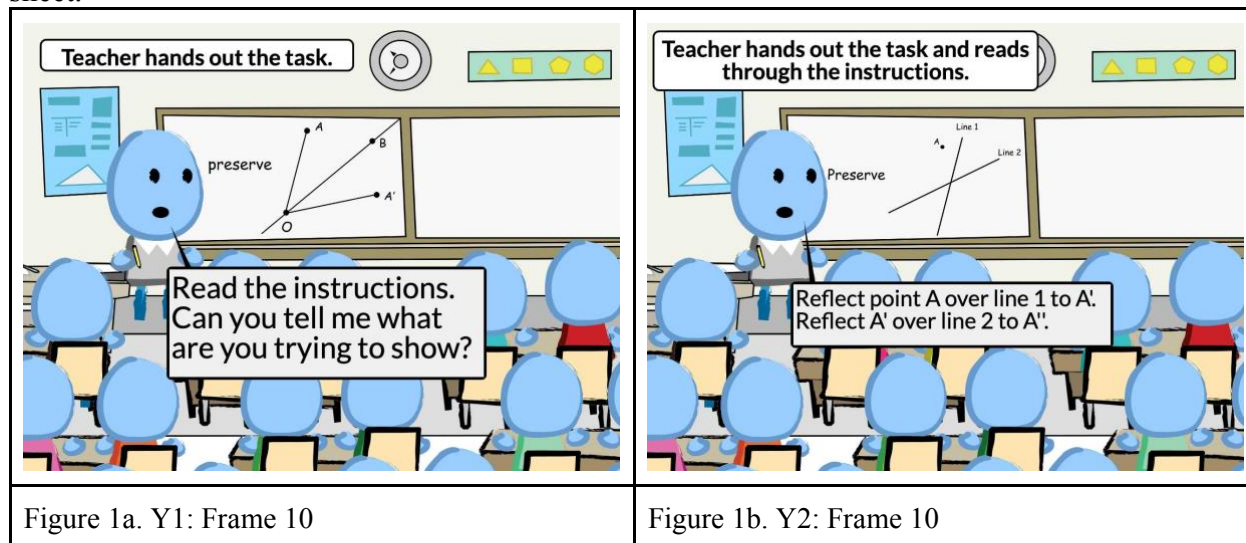 sheet.
Teacher hands out the task.
preserve
A
B
A'
O
Read the instructions.
Can you tell me what
are you trying to show?
Teacher hands out the task and reads
through the instructions.
Line 1
A
Line 2
Preserve
Reflect point A over line 1 to A'.
Reflect A' over line 2 to A".
Figure 1a. Y1: Frame 10
Figure 1b. Y2: Frame 10